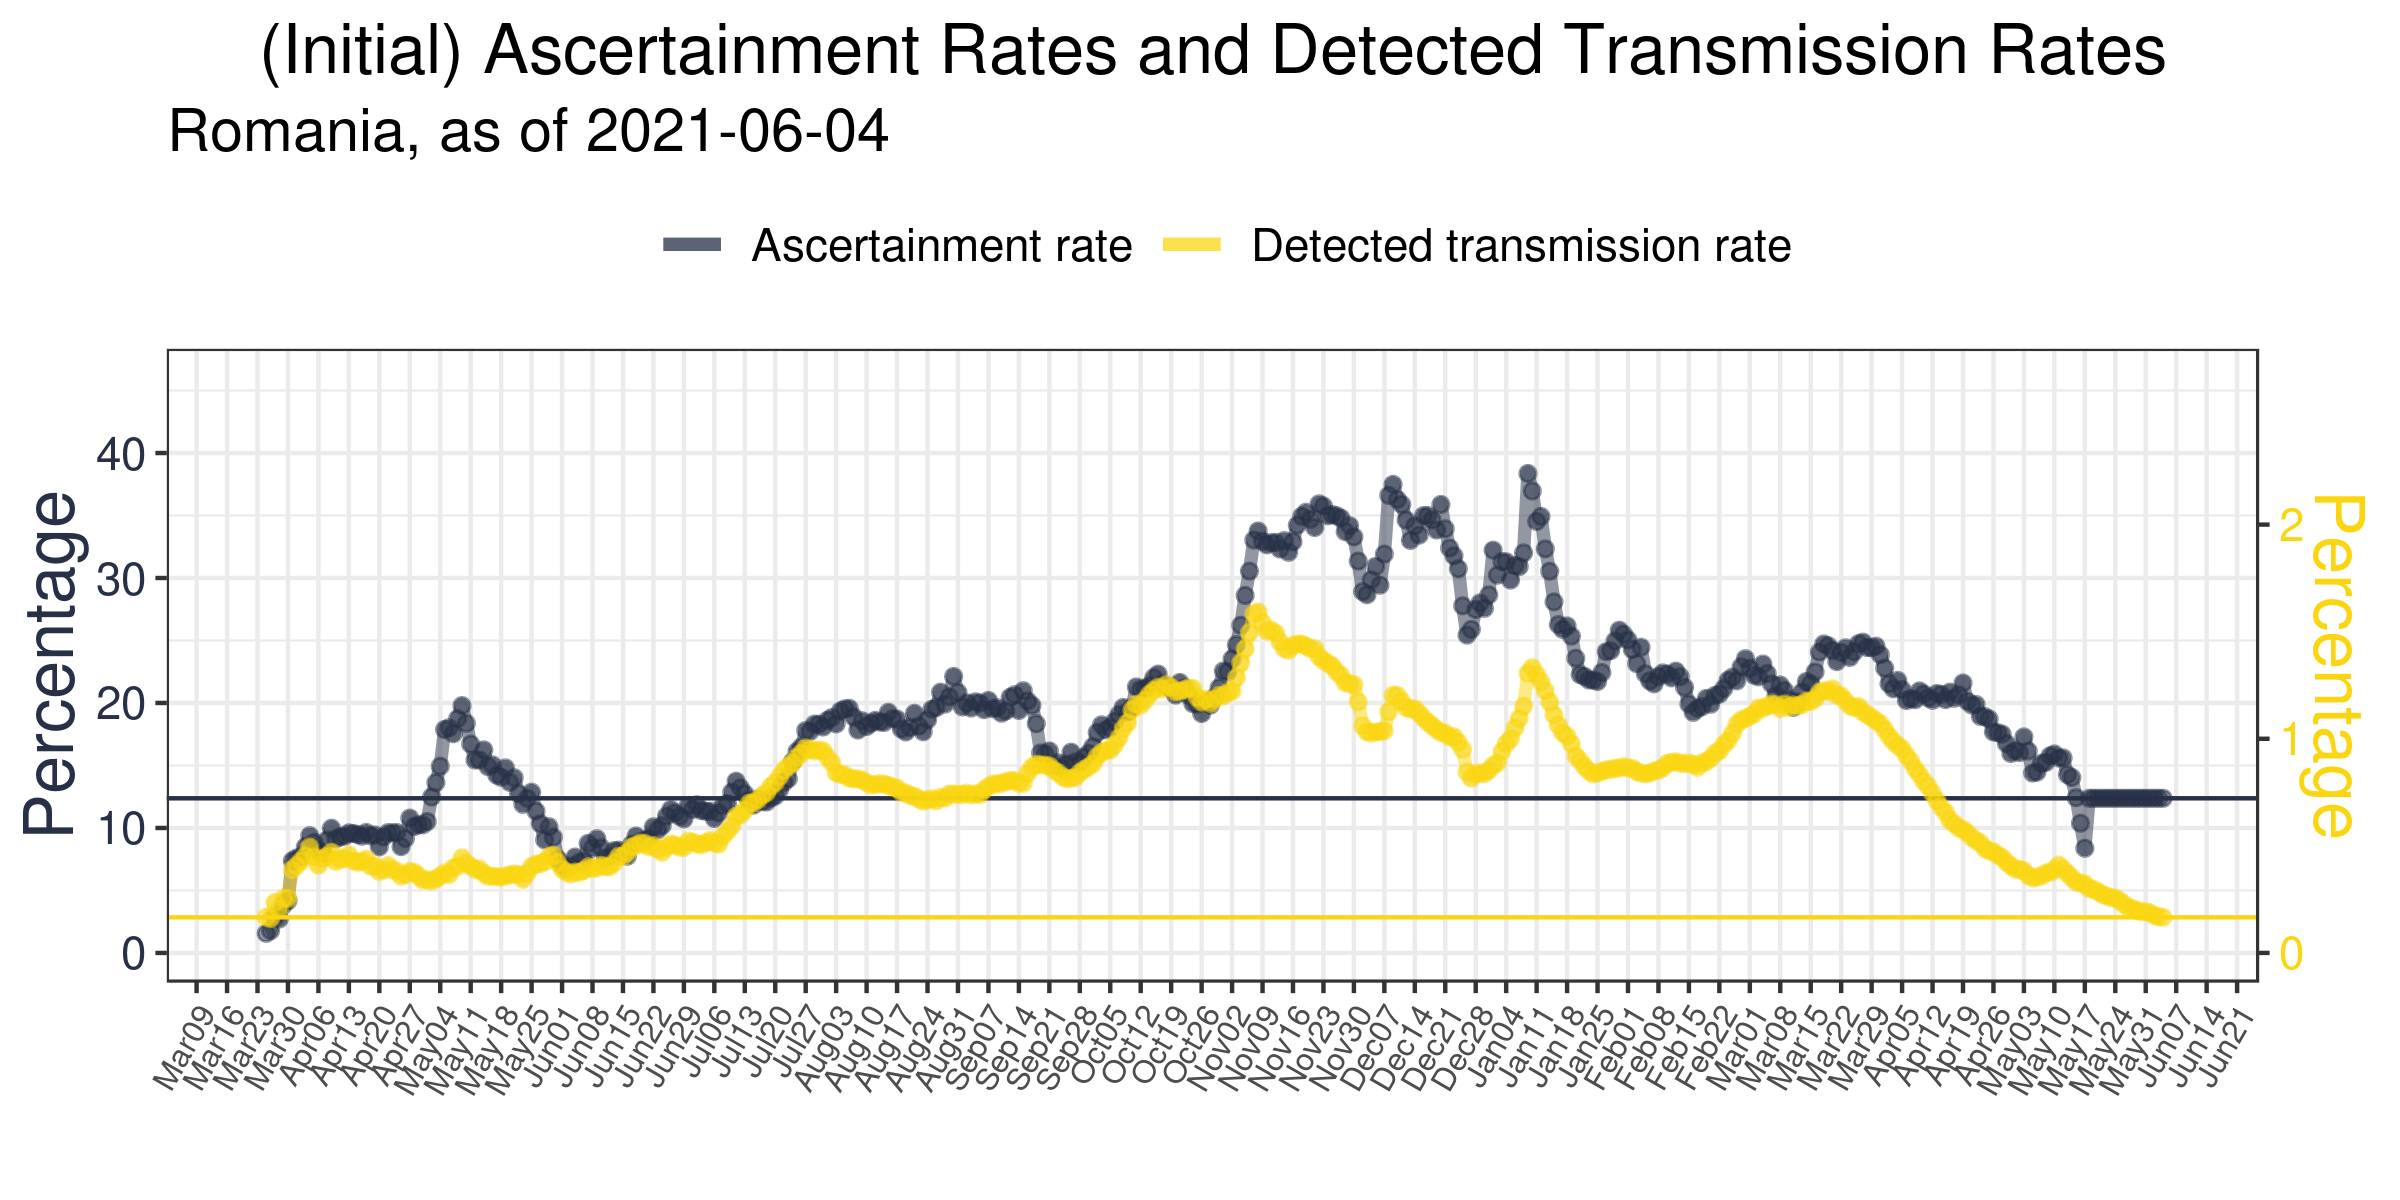 (Initial) Ascertainment Rates and Detected Transmission Rates
Romania, as of 2021-06-04
Ascertainment rate Detected transmission rate
Percentage
40
30
20
10
0
2
1
0
Percentage
Mar09 Mar16 Mar23 Mar30 Apr06 Apr13 Apr20 Apr27 May04 May11 May18 May25 Jun01 Jun08 Jun15 Jun22 Jun29 Jul06 Jul13 Jul20 Jul27 Aug03 Aug10 Aug17 Aug24 Aug31 Sep07 Sep14 Sep21 Sep28 Oct05 Oct12 Oct19 Oct26 Nov02 Nov09 Nov16 Nov23 Nov30 Dec07 Dec14 Dec21 Dec28 Jan04 Jan11 Jan18 Jan25 Feb01 Feb08 Feb15 Feb22 Mar01 Mar08 Mar15 Mar22 Mar29 Apr05 Apr12 Apr19 Apr26 May03 May10 May17 May24 May31 Jun07 Jun14 Jun21